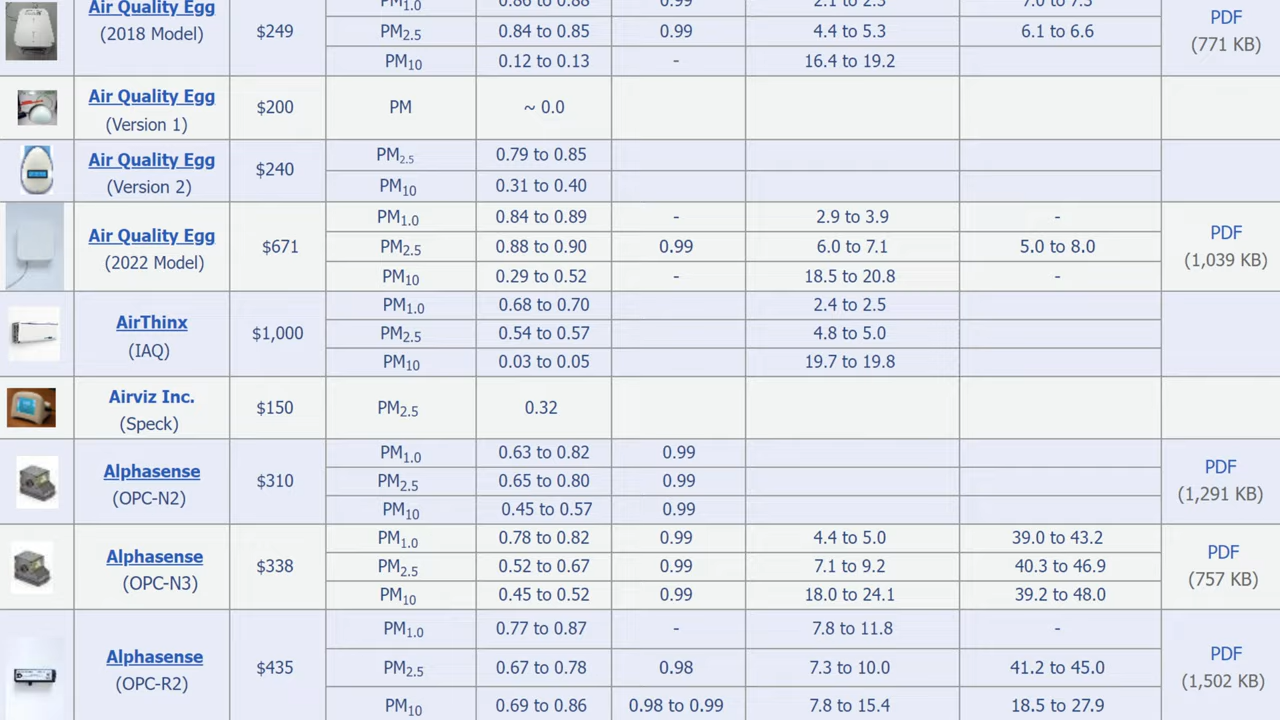 Air Quality Egg
(2018 Model)
$249
PM1.0 0.86 to 0.88 0.99 2.1 to 2.3
PM2.5 0.84 to 0.85 0.99 4.4 to 5.3 6.1 to 6.6
PM10 0.12 to 0.13 - 16.4 to 19.2
PDF
(771 KB)
Air Quality Egg
(Version 1)
$200
PM ~ 0.0
Air Quality Egg
(Version 2)
$240
PM2.5 0.79 to 0.85
PM10 0.31 to 0.40
Air Quality Egg
(2022 Model)
$671
PM1.0 0.84 to 0.89 - 2.9 to 3.9 -
PM2.5 0.88 to 0.90 0.99 6.0 to 7.1 5.0 to 8.0
PM10 0.29 to 0.52 - 18.5 to 20.8 -
PDF
(1,039 KB)
AirThinx
(IAQ)
$1,000
PM1.0 0.68 to 0.70 2.4 to 2.5
PM2.5 0.54 to 0.57 4.8 to 5.0
PM10 0.03 to 0.05 19.7 to 19.8
Airviz Inc.
(Speck)
$150
PM2.5 0.32
Alphasense
(OPC-N2)
$310
PM1.0 0.63 to 0.82 0.99
PM2.5 0.65 to 0.80 0.99
PM10 0.45 to 0.57 0.99
PDF
(1,291 KB)
Alphasense
(OPC-N3)
$338
PM1.0 0.78 to 0.82 0.99 4.4 to 5.0 39.0 to 43.2
PM2.5 0.52 to 0.67 0.99 7.1 to 9.2 40.3 to 46.9
PM10 0.45 to 0.52 0.99 18.0 to 24.1 39.2 to 48.0
PDF
(757 KB)
Alphasense
(OPC-R2)
$435
PM1.0 0.77 to 0.87 - 7.8 to 11.8 -
PM2.5 0.67 to 0.78 0.98 7.3 to 10.0 41.2 to 45.0
PM10 0.69 to 0.86 0.98 to 0.99 7.8 to 15.4 18.5 to 27.9
PDF
(1,502 KB)